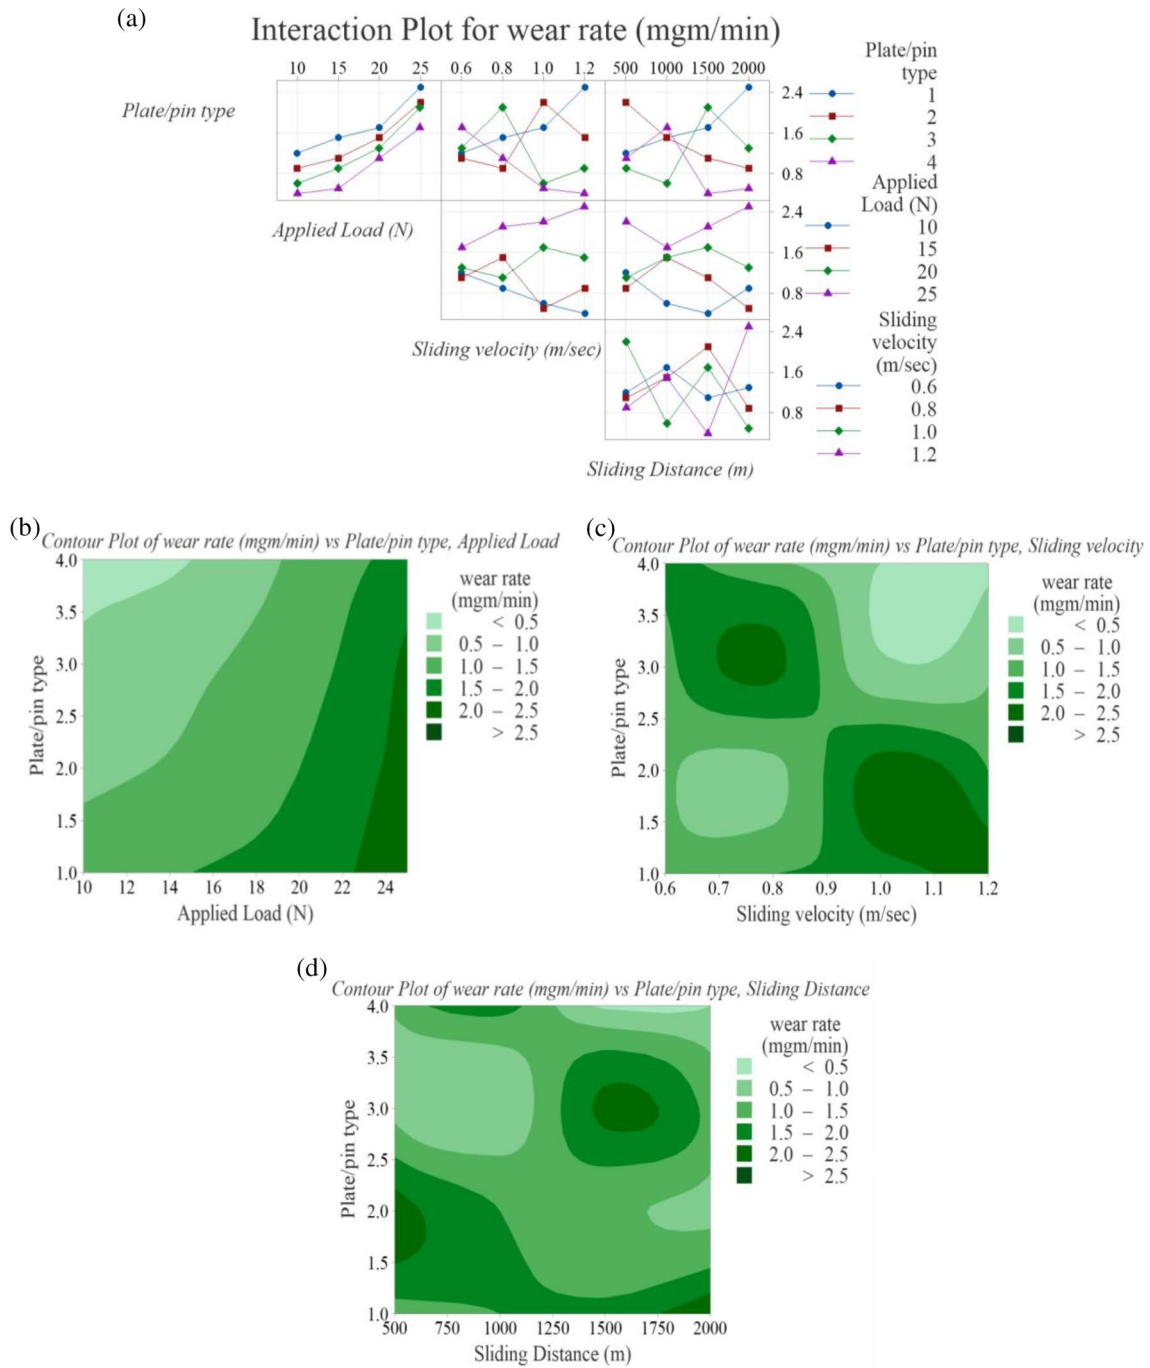 (a)
Interaction Plot for wear rate (mgm/min)
10 15 20 25 0.6 0.8 1.0 1.2 500 1000 1500 2000
Plate/pin type
2.4
1.6
0.8
Applied Load (N)
2.4
1.6
0.8
Sliding velocity (m/sec)
2.4
1.6
0.8
Sliding Distance (m)
Plate/pin
type
1
2
3
4
Applied
Load (N)
10
15
20
25
Sliding
velocity
(m/sec)
0.6
0.8
1.0
1.2
(b)
Contour Plot of wear rate (mgm/min) vs Plate/pin type, Applied Load
4.0
3.5
3.0
2.5
2.0
1.5
1.0
Plate/pin type
10 12 14 16 18 20 22 24
Applied Load (N)
wear rate
(mgm/min)
< 0.5
0.5 – 1.0
1.0 – 1.5
1.5 – 2.0
2.0 – 2.5
> 2.5
(c)
Contour Plot of wear rate (mgm/min) vs Plate/pin type, Sliding velocity
4.0
3.5
3.0
2.5
2.0
1.5
1.0
Plate/pin type
0.6 0.7 0.8 0.9 1.0 1.1 1.2
Sliding velocity (m/sec)
wear rate
(mgm/min)
< 0.5
0.5 – 1.0
1.0 – 1.5
1.5 – 2.0
2.0 – 2.5
> 2.5
(d)
Contour Plot of wear rate (mgm/min) vs Plate/pin type, Sliding Distance
4.0
3.5
3.0
2.5
2.0
1.5
1.0
Plate/pin type
500 750 1000 1250 1500 1750 2000
Sliding Distance (m)
wear rate
(mgm/min)
< 0.5
0.5 – 1.0
1.0 – 1.5
1.5 – 2.0
2.0 – 2.5
> 2.5